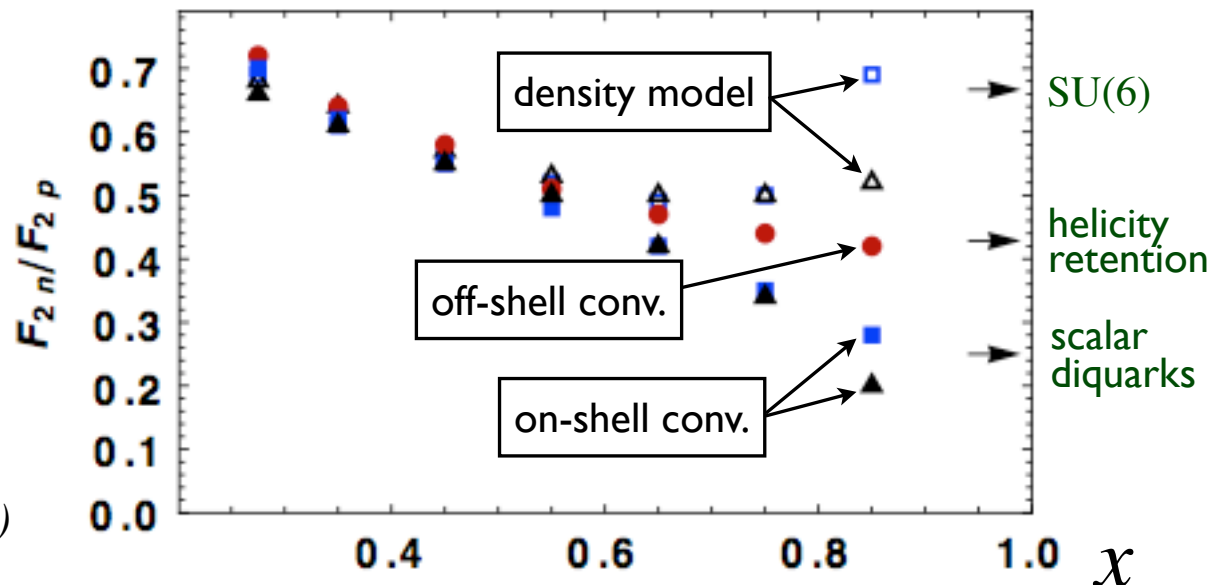 F2 n/F2 p
0.7
0.6
0.5
0.4
0.3
0.2
0.1
0.0
)
density model
off-shell conv.
on-shell conv.
SU(6)
helicity
retention
scalar
diquarks
0.4
0.6
0.8
1.0
x